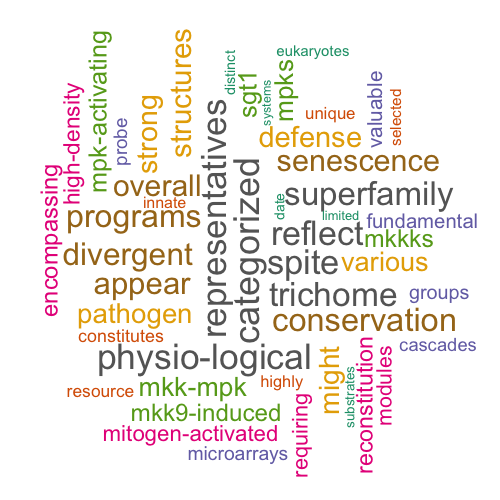 eukaryotes
distinct
systems
sgt1
mpks
structures
strong
mpk-activating
high-density
probe
unique
valuable
selected
defense
senescence
overall
innate
representatives
categorized
encompassing
programs
superfamily
date
limited
reflect
fundamental
mkkks
divergent
spite
various
appear
trichome
groups
pathogen
conservation
constitutes
cascades
physio-logical
might
reconstitution
modules
substrates
resource
mkk-mpk
highly
requiring
mkk9-induced
mitogen-activated
microarrays